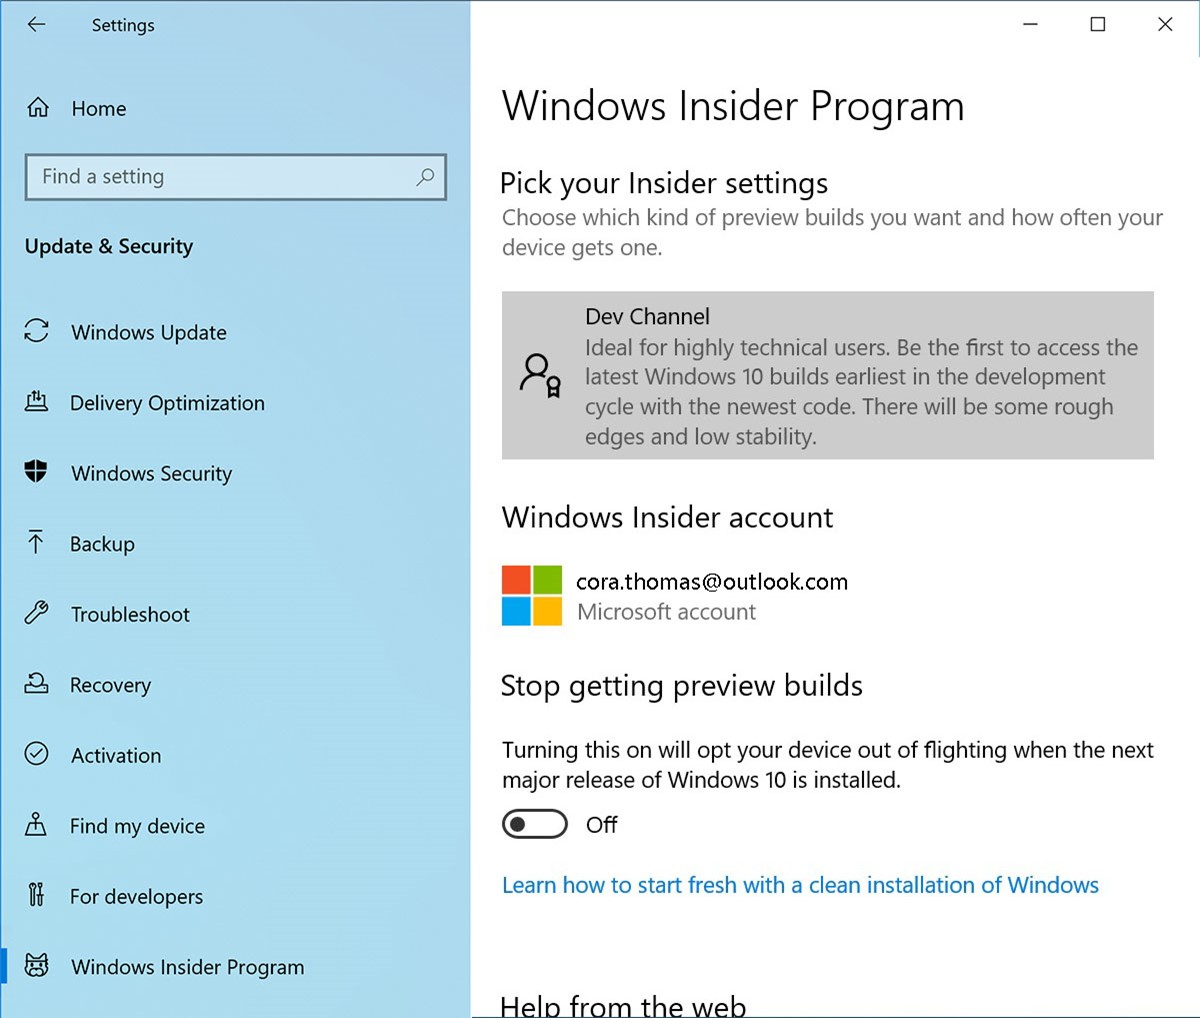 Settings
Home
Find a setting
Update & Security
Windows Update
Delivery Optimization
Windows Security
Backup
Troubleshoot
Recovery
Activation
Find my device
For developers
Windows Insider Program
Windows Insider Program
Pick your Insider settings
Choose which kind of preview builds you want and how often your
device gets one.
Dev Channel
Ideal for highly technical users. Be the first to access the
latest Windows 10 builds earliest in the development
cycle with the newest code. There will be some rough
edges and low stability.
Windows Insider account
cora.thomas@outlook.com
Microsoft account
Stop getting preview builds
Turning this on will opt your device out of flighting when the next
major release of Windows 10 is installed.
Off
Learn how to start fresh with a clean installation of Windows
Help from the web